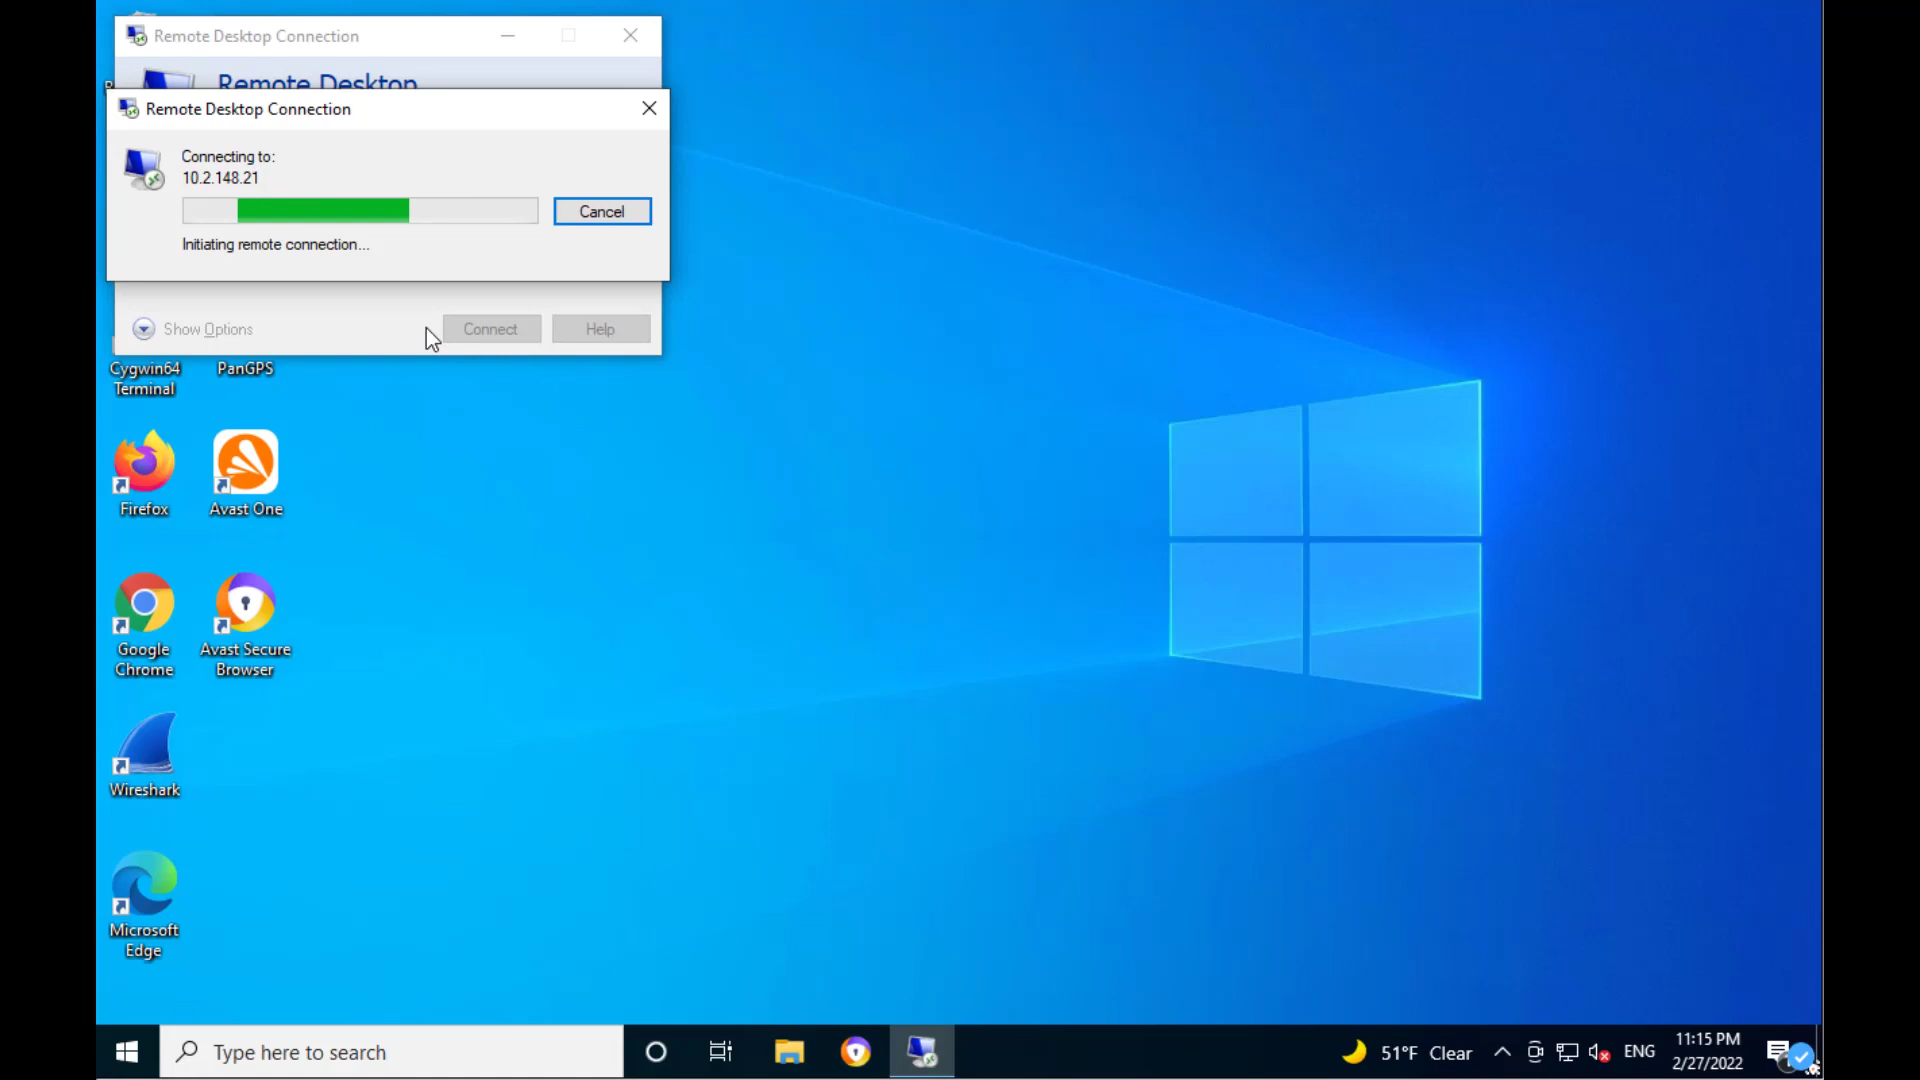 Remote Desktop Connection
Remote Desktop
Remote Desktop Connection
Connecting to:
10.2.148.21
Cancel
Initiating remote connection...
Show Options
Connect
Help
Cygwin64
Terminal
PanGPS
Firefox
Avast One
Google
Chrome
Avast Secure
Browser
Wireshark
Microsoft
Edge
Type here to search
51°F Clear
ENG
11:15 PM
2/27/2022